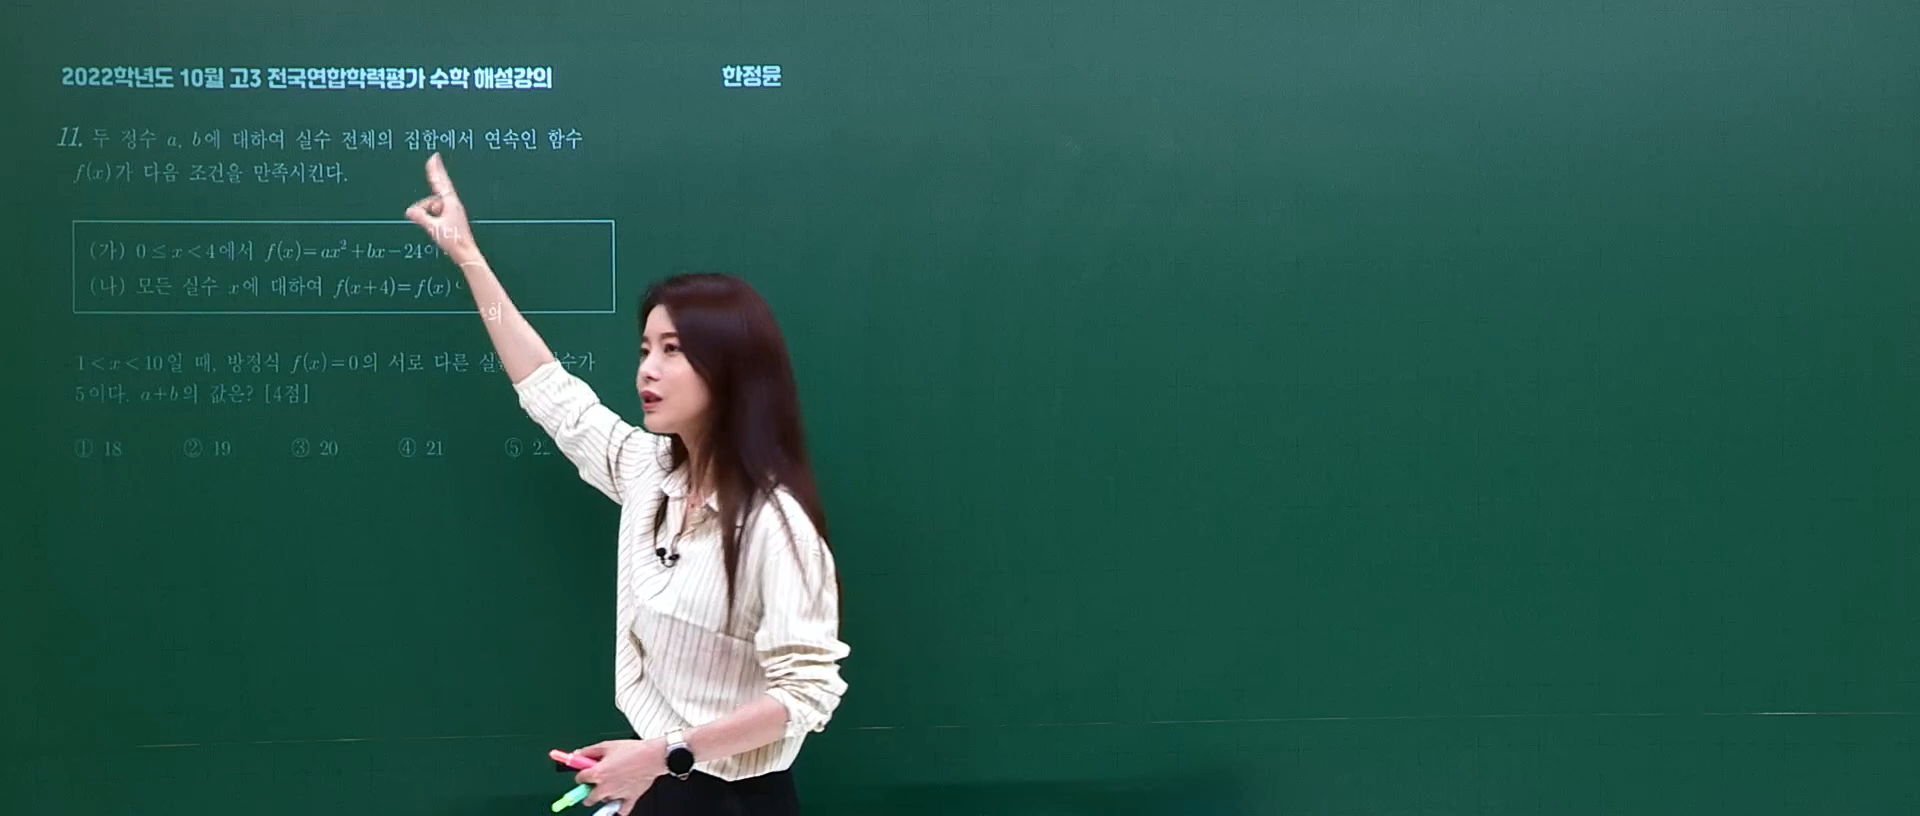 2022학년도 10월 고3 전국연합학력평가 수학 해설강의 한정윤
11. 두 정수 a, b에 대하여 실수 전체의 집합에서 연속인 함수
f(x)가 다음 조건을 만족시킨다.
(가) 0≤x<4에서 f(x)=ax²+bx−24이다.
(나) 모든 실수 x에 대하여 f(x+4)=f(x)
1<x<10일 때, 방정식 f(x)=0의 서로 다른 실근의 개수가
5이다. a+b의 값은? [4점]
① 18 ② 19 ③ 20 ④ 21 ⑤ 22